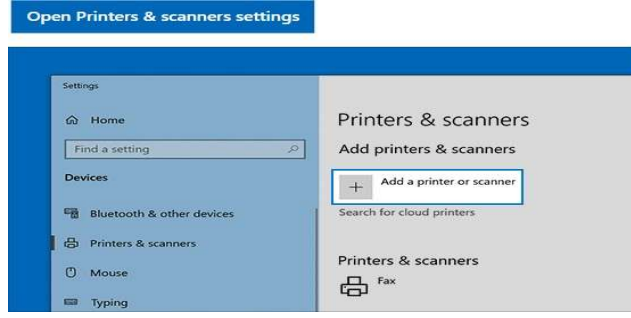 Open Printers & scanners settings
Settings
Home
Find a setting
Devices
Bluetooth & other devices
Printers & scanners
Mouse
Typing
Printers & scanners
Add printers & scanners
Add a printer or scanner
Search for cloud printers
Printers & scanners
Fax